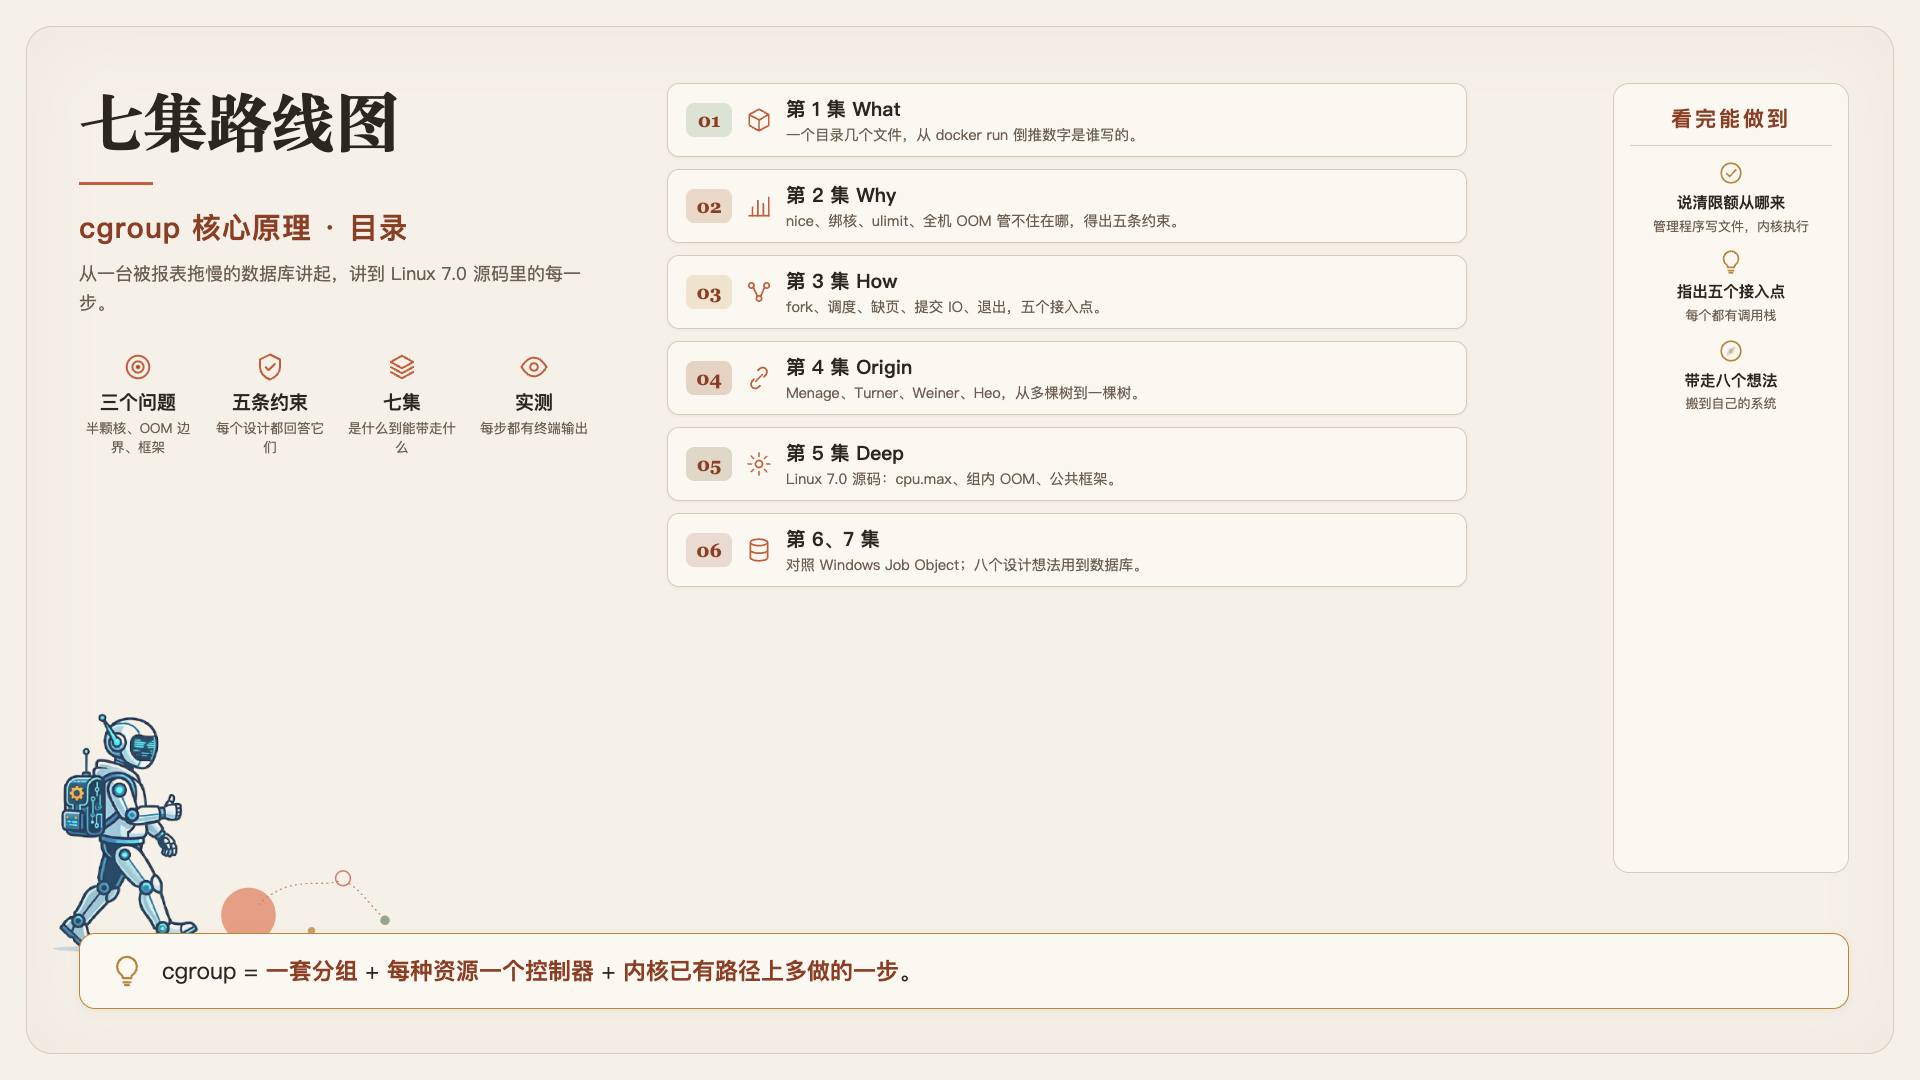 七集路线图
cgroup 核心原理 · 目录
从一台被报表拖慢的数据库讲起，讲到 Linux 7.0 源码里的每一
步。
三个问题
半颗核、OOM 边
界、框架
五条约束
每个设计都回答它
们
七集
是什么到能带走什
么
实测
每步都有终端输出
01
第 1 集 What
一个目录几个文件，从 docker run 倒推数字是谁写的。
02
第 2 集 Why
nice、绑核、ulimit、全机 OOM 管不住在哪，得出五条约束。
03
第 3 集 How
fork、调度、缺页、提交 IO、退出，五个接入点。
04
第 4 集 Origin
Menage、Turner、Weiner、Heo，从多棵树到一棵树。
05
第 5 集 Deep
Linux 7.0 源码：cpu.max、组内 OOM、公共框架。
06
第 6、7 集
对照 Windows Job Object；八个设计想法用到数据库。
看完能做到
说清限额从哪来
管理程序写文件，内核执行
指出五个接入点
每个都有调用栈
带走八个想法
搬到自己的系统
cgroup = 一套分组 + 每种资源一个控制器 + 内核已有路径上多做的一步。